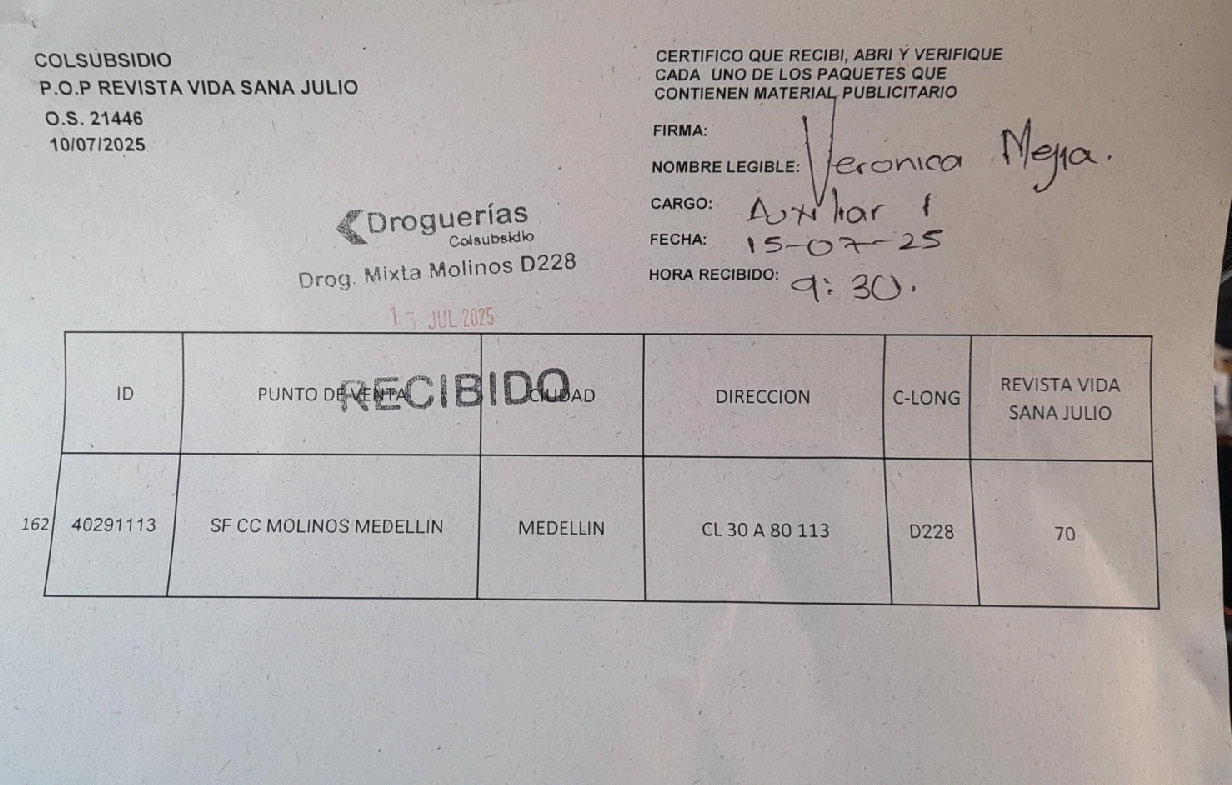 COLSUBSIDIO
P.O.P REVISTA VIDA SANA JULIO
O.S. 21446
10/07/2025
CERTIFICO QUE RECIBI, ABRI Y VERIFIQUE
CADA UNO DE LOS PAQUETES QUE
CONTIENEN MATERIAL PUBLICITARIO
FIRMA:
NOMBRE LEGIBLE: Veronica Mejia.
CARGO: Auxiliar 1
FECHA: 15-07-25
HORA RECIBIDO: 9:30.
Droguerías
Colsubsidio
Drog. Mixta Molinos D228
JUL 2025
RECIBIDO
ID PUNTO DE VENTA CIUDAD DIRECCION C-LONG REVISTA VIDA
SANA JULIO
162 40291113 SF CC MOLINOS MEDELLIN MEDELLIN CL 30 A 80 113 D228 70